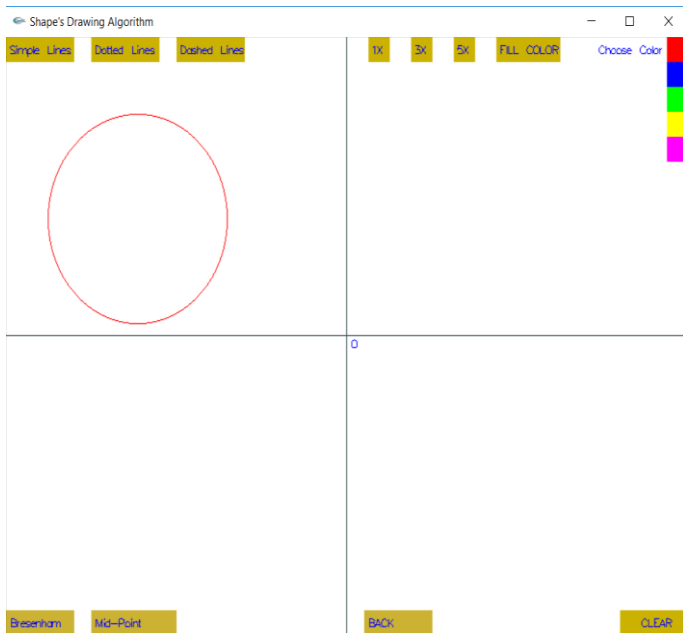 Shape's Drawing Algorithm
Simple Lines Dotted Lines Dashed Lines 1X 3X 5X FILL COLOR Choose Color
O
Bresenham Mid-Point BACK CLEAR